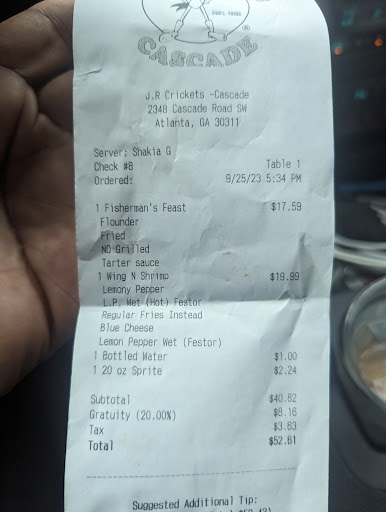 CASCADE
J.R Crickets -Cascade
2348 Cascade Road SW
Atlanta, GA 30311
Server: Shakia G
Check #8 Table 1
Ordered: 9/25/23 5:34 PM
1 Fisherman's Feast $17.59
Flounder
Fried
NO Grilled
Tarter sauce
1 Wing N Shrimp $19.99
Lemony Pepper
L.P. Wet (Hot) Festor
Regular Fries Instead
Blue Cheese
Lemon Pepper Wet (Festor)
1 Bottled Water $1.00
1 20 oz Sprite $2.24
Subtotal $40.82
Gratuity (20.00%) $8.16
Tax $3.63
Total $52.61
Suggested Additional Tip: